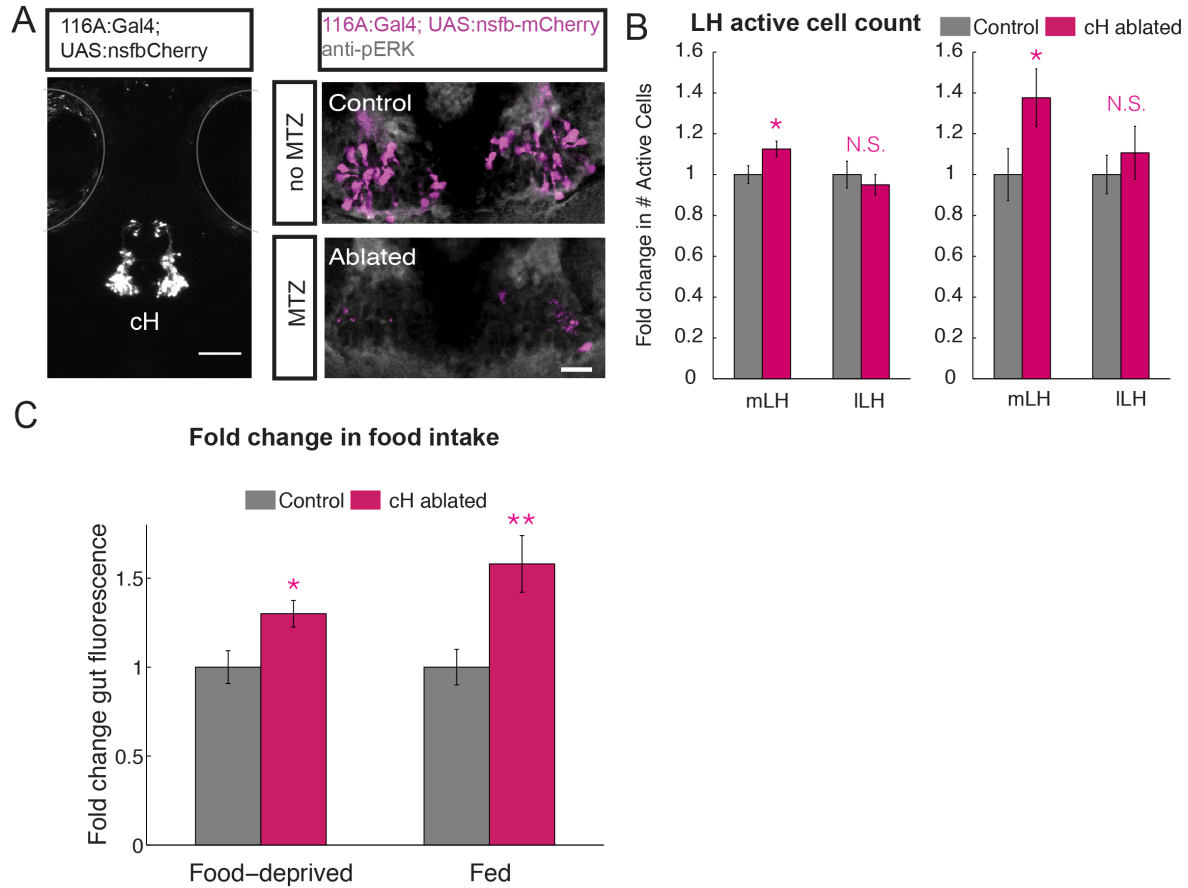 A
116A:Gal4;
UAS:nsfbCherry
cH
116A:Gal4; UAS:nsfb-mCherry
anti-pERK
no MTZ
Control
MTZ
Ablated
B
LH active cell count
Control
cH ablated
Fold change in # Active Cells
1.6
1.4
1.2
1
0.8
0.6
0.4
0.2
0
*
N.S.
mLH
lLH
1.6
1.4
1.2
1
0.8
0.6
0.4
0.2
0
*
N.S.
mLH
lLH
C
Fold change in food intake
Control
cH ablated
Fold change gut fluorescence
1.5
1
0.5
0
*
**
Food–deprived
Fed